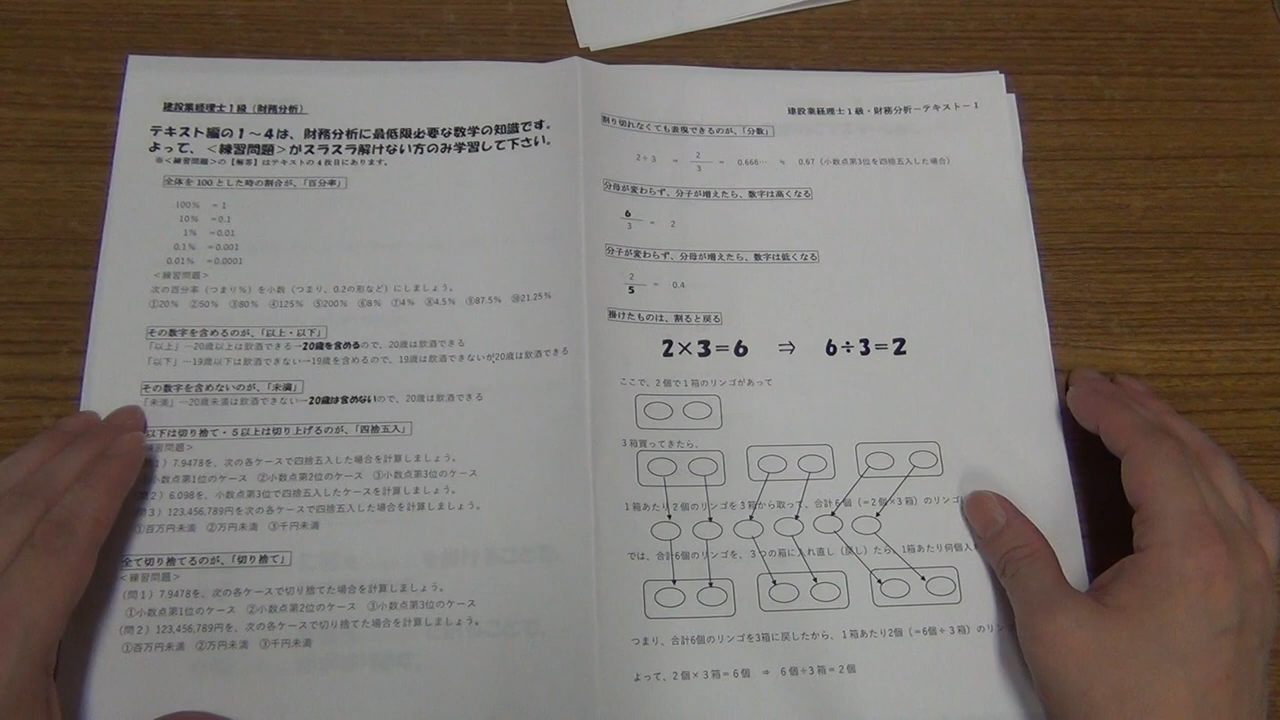 建設業経理士1級（財務分析）
テキスト編の1～4は、財務分析に最低限必要な数学の知識です。
よって、＜練習問題＞がスラスラ解けない方のみ学習して下さい。
※＜練習問題＞の【解答】はテキストの4枚目にあります。
全体を100とした時の割合が、「百分率」
100% =1
10% =0.1
1% =0.01
0.1% =0.001
0.01% =0.0001
＜練習問題＞
次の百分率（つまり%）を小数（つまり、0.2の形など）にしましょう。
①20% ②50% ③80% ④125% ⑤200% ⑥8% ⑦4% ⑧4.5% ⑨87.5% ⑩21.25%
その数字を含めるのが、「以上・以下」
「以上」…20歳以上は飲酒できる→20歳を含めるので、20歳は飲酒できる
「以下」…19歳以下は飲酒できない→19歳を含めるので、19歳は飲酒できないが20歳は飲酒できる
その数字を含めないのが、「未満」
「未満」…20歳未満は飲酒できない→20歳は含めないので、20歳は飲酒できる
以下は切り捨て・5以上は切り上げるのが、「四捨五入」
練習問題＞
問1）7.9478を、次の各ケースで四捨五入した場合を計算しましょう。
小数点第1位のケース ②小数点第2位のケース ③小数点第3位のケース
問2）6.098を、小数点第3位で四捨五入したケースを計算しましょう。
問3）123,456,789円を次の各ケースで四捨五入した場合を計算しましょう。
①百万円未満 ②万円未満 ③千円未満
全て切り捨てるのが、「切り捨て」
＜練習問題＞
（問1）7.9478を、次の各ケースで切り捨てた場合を計算しましょう。
①小数点第1位のケース ②小数点第2位のケース ③小数点第3位のケース
（問2）123,456,789円を、次の各ケースで切り捨てた場合を計算しましょう。
①百万円未満 ②万円未満 ③千円未満
建設業経理士1級・財務分析－テキスト－1
割り切れなくても表現できるのが、「分数」
2÷3 = 2/3 = 0.666… ≒ 0.67（小数点第3位を四捨五入した場合）
分母が変わらず、分子が増えたら、数字は高くなる
6/3 = 2
分子が変わらず、分母が増えたら、数字は低くなる
2/5 = 0.4
掛けたものは、割ると戻る
2×3=6 ⇒ 6÷3=2
ここで、2個で1箱のリンゴがあって
3箱買ってきたら、
1箱あたり2個のリンゴを3箱から取って、合計6個（=2個×3箱）のリンゴ
では、合計6個のリンゴを、3つの箱に入れ直し（戻し）たら、1箱あたり何個入
つまり、合計6個のリンゴを3箱に戻したから、1箱あたり2個（=6個÷3箱）のリン
よって、2個×3箱=6個 ⇒ 6個÷3箱=2個